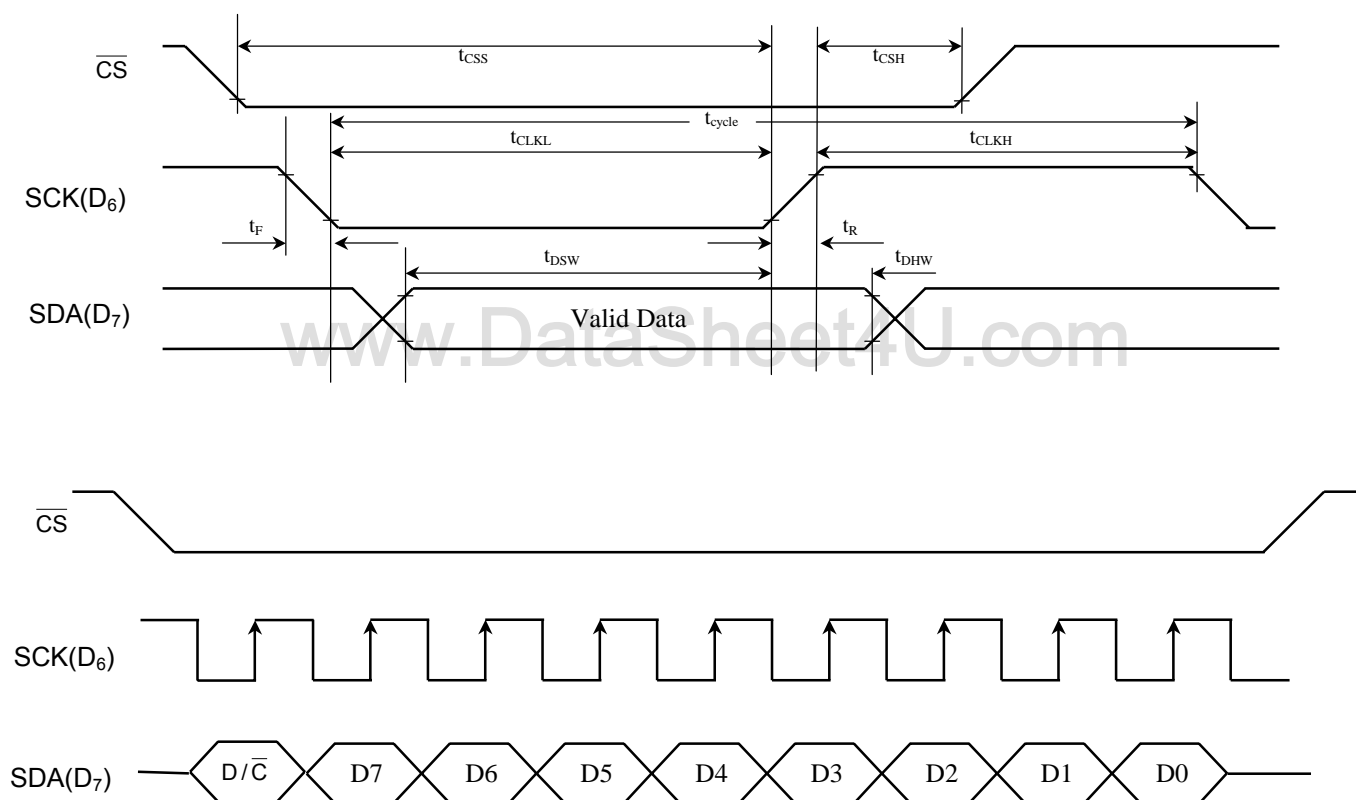 CS
tCSS
tCSH
tcycle
tCLKL
tCLKH
SCK(D6)
tF
tR
tDSW
tDHW
SDA(D7)
Valid Data
www.DataSheet4U.com
CS
SCK(D6)
SDA(D7)
D/C D7 D6 D5 D4 D3 D2 D1 D0